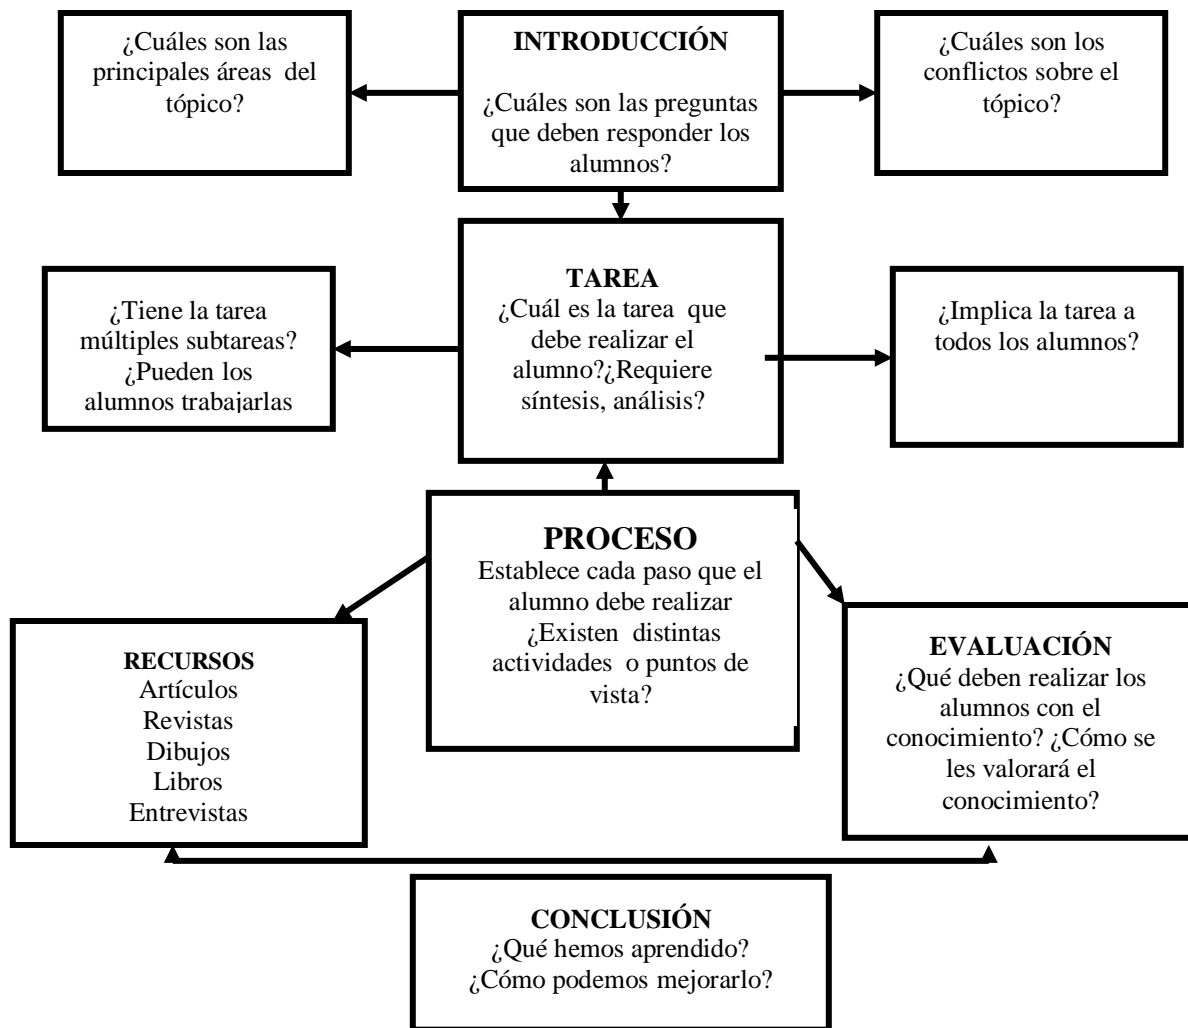 ¿Cuáles son las
principales áreas del
tópico?
INTRODUCCIÓN
¿Cuáles son las preguntas
que deben responder los
alumnos?
¿Cuáles son los
conflictos sobre el
tópico?
¿Tiene la tarea
múltiples subtareas?
¿Pueden los
alumnos trabajarlas
TAREA
¿Cuál es la tarea que
debe realizar el
alumno?¿Requiere
síntesis, análisis?
¿Implica la tarea a
todos los alumnos?
PROCESO
Establece cada paso que el
alumno debe realizar
¿Existen distintas
actividades o puntos de
vista?
RECURSOS
Artículos
Revistas
Dibujos
Libros
Entrevistas
EVALUACIÓN
¿Qué deben realizar los
alumnos con el
conocimiento? ¿Cómo se
les valorará el
conocimiento?
CONCLUSIÓN
¿Qué hemos aprendido?
¿Cómo podemos mejorarlo?